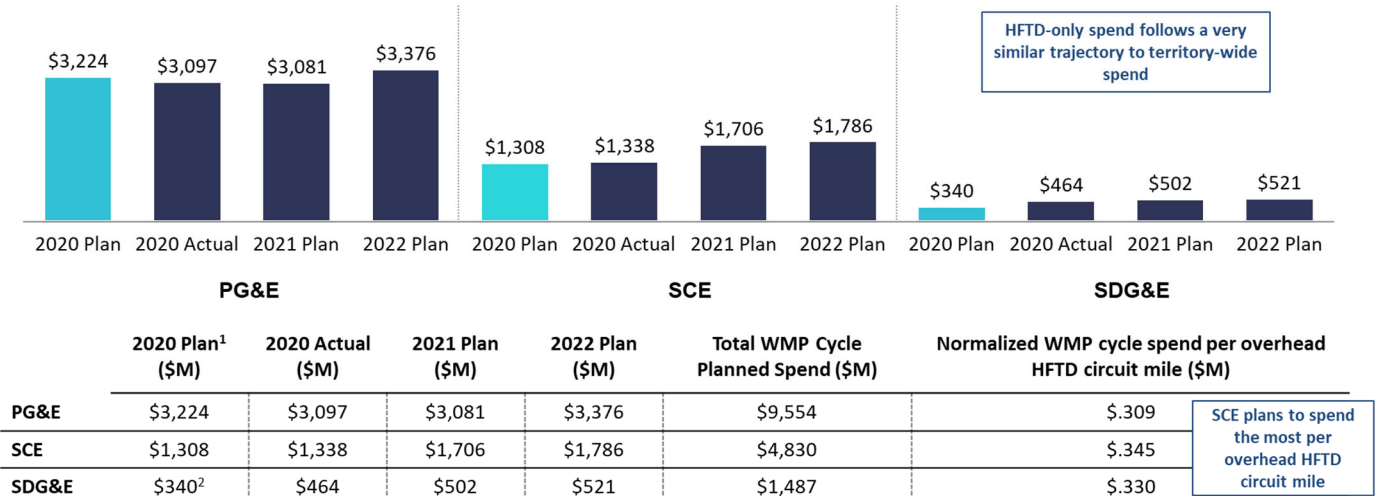 HFTD-only spend follows a very
similar trajectory to territory-wide
spend
$3,224
$3,097
$3,081
$3,376
$1,308
$1,338
$1,706
$1,786
$340
$464
$502
$521
2020 Plan 2020 Actual 2021 Plan 2022 Plan
2020 Plan 2020 Actual 2021 Plan 2022 Plan
2020 Plan 2020 Actual 2021 Plan 2022 Plan
PG&E
SCE
SDG&E
2020 Plan¹ ($M) 2020 Actual ($M) 2021 Plan ($M) 2022 Plan ($M) Total WMP Cycle Planned Spend ($M) Normalized WMP cycle spend per overhead HFTD circuit mile ($M)
PG&E $3,224 $3,097 $3,081 $3,376 $9,554 $.309
SCE $1,308 $1,338 $1,706 $1,786 $4,830 $.345
SDG&E $340² $464 $502 $521 $1,487 $.330
SCE plans to spend
the most per
overhead HFTD
circuit mile